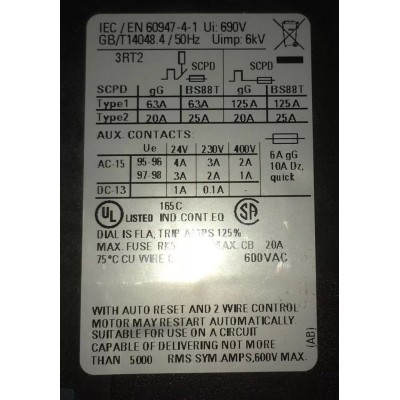 IEC / EN 60947-4-1 Ui: 690V
GB/T14048.4 / 50Hz Uimp: 6kV
3RT2 SCPD SCPD
SCPD gG BS88T gG BS88T
Type1 63A 63A 125A 125A
Type2 20A 25A 20A 25A
AUX. CONTACTS:
Ue 24V 230V 400V
AC-15 95-96 4A 3A 2A 6A gG
97-98 3A 2A 1A 10A Dz,
quick
DC-13 1A 0.1A -
165C
UL LISTED IND.CONT.EQ SA
DIAL IS FLA, TRIP AMPS 125%
MAX. FUSE MAX. CB 20A
75°C CU WIRE 600VAC
WITH AUTO RESET AND 2 WIRE CONTROL
MOTOR MAY RESTART AUTOMATICALLY.
SUITABLE FOR USE ON A CIRCUIT
CAPABLE OF DELIVERING NOT MORE
THAN 5000 RMS SYM.AMPS,600V MAX.
(AB)